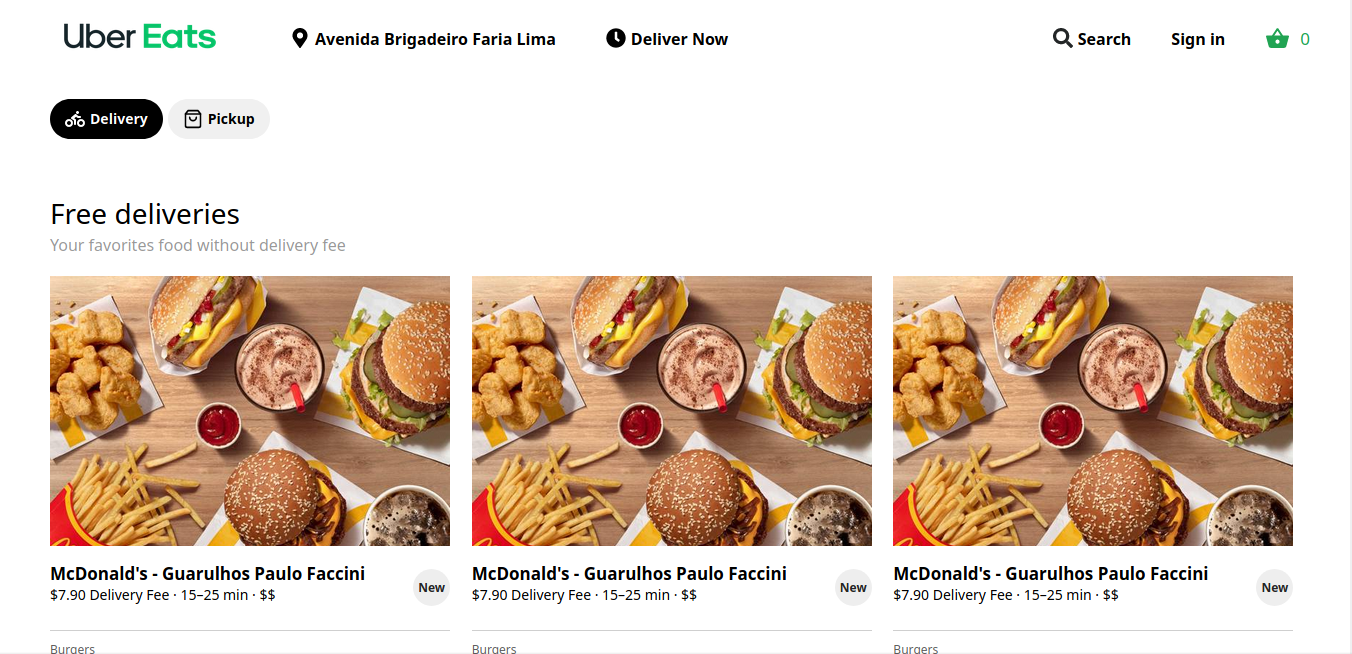 Uber Eats
Avenida Brigadeiro Faria Lima
Deliver Now
Search
Sign in
0
Delivery
Pickup
Free deliveries
Your favorites food without delivery fee
McDonald's - Guarulhos Paulo Faccini
$7.90 Delivery Fee · 15–25 min · $$
New
Burgers
McDonald's - Guarulhos Paulo Faccini
$7.90 Delivery Fee · 15–25 min · $$
New
Burgers
McDonald's - Guarulhos Paulo Faccini
$7.90 Delivery Fee · 15–25 min · $$
New
Burgers